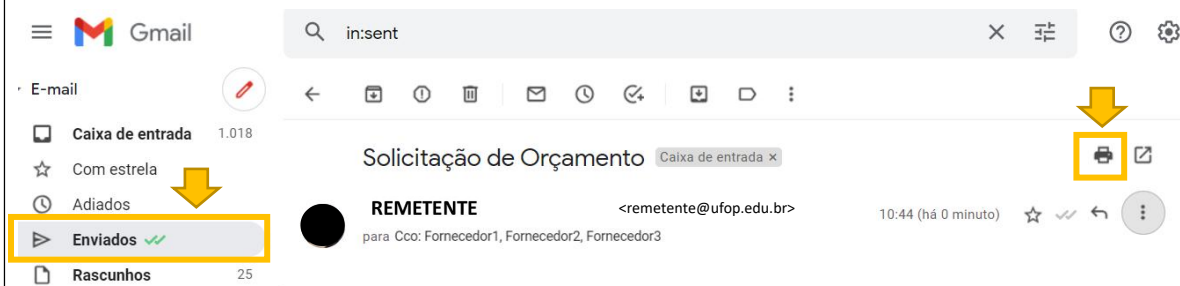 Gmail
in:sent
E-mail
Caixa de entrada 1.018
Com estrela
Adiados
Enviados
Rascunhos 25
Solicitação de Orçamento Caixa de entrada ×
REMETENTE <remetente@ufop.edu.br> 10:44 (há 0 minuto)
para Cco: Fornecedor1, Fornecedor2, Fornecedor3